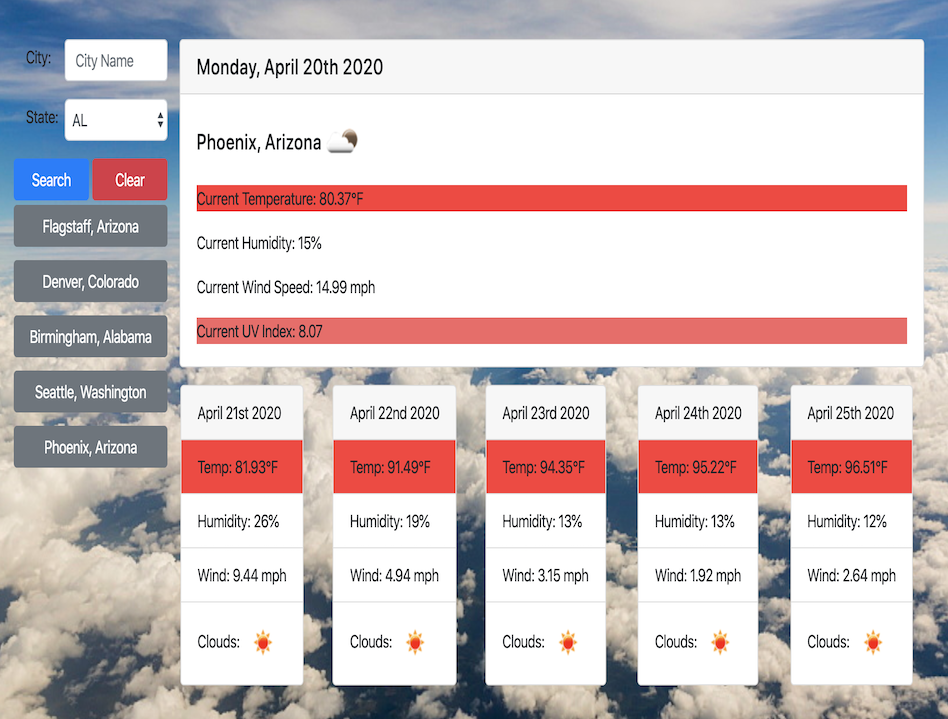 City:
City Name
State:
AL
Search
Clear
Flagstaff, Arizona
Denver, Colorado
Birmingham, Alabama
Seattle, Washington
Phoenix, Arizona
Monday, April 20th 2020
Phoenix, Arizona
Current Temperature: 80.37°F
Current Humidity: 15%
Current Wind Speed: 14.99 mph
Current UV Index: 8.07
April 21st 2020
Temp: 81.93°F
Humidity: 26%
Wind: 9.44 mph
Clouds:
April 22nd 2020
Temp: 91.49°F
Humidity: 19%
Wind: 4.94 mph
Clouds:
April 23rd 2020
Temp: 94.35°F
Humidity: 13%
Wind: 3.15 mph
Clouds:
April 24th 2020
Temp: 95.22°F
Humidity: 13%
Wind: 1.92 mph
Clouds:
April 25th 2020
Temp: 96.51°F
Humidity: 12%
Wind: 2.64 mph
Clouds: